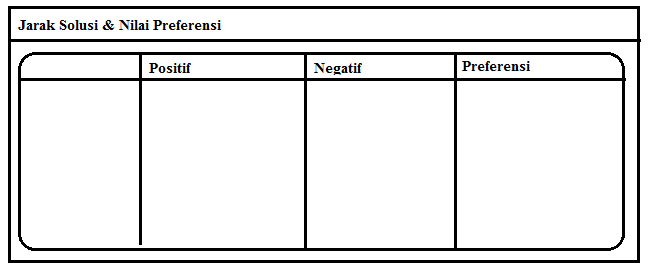 Jarak Solusi & Nilai Preferensi
Positif Negatif Preferensi